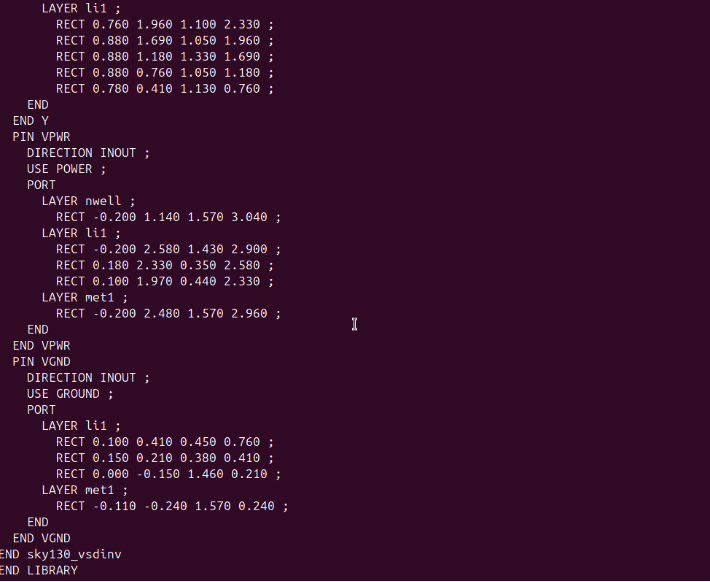 LAYER li1 ;
RECT 0.760 1.960 1.100 2.330 ;
RECT 0.880 1.690 1.050 1.960 ;
RECT 0.880 1.180 1.330 1.690 ;
RECT 0.880 0.760 1.050 1.180 ;
RECT 0.780 0.410 1.130 0.760 ;
END
END Y
PIN VPWR
DIRECTION INOUT ;
USE POWER ;
PORT
LAYER nwell ;
RECT -0.200 1.140 1.570 3.040 ;
LAYER li1 ;
RECT -0.200 2.580 1.430 2.900 ;
RECT 0.180 2.330 0.350 2.580 ;
RECT 0.100 1.970 0.440 2.330 ;
LAYER met1 ;
RECT -0.200 2.480 1.570 2.960 ;
END
END VPWR
PIN VGND
DIRECTION INOUT ;
USE GROUND ;
PORT
LAYER li1 ;
RECT 0.100 0.410 0.450 0.760 ;
RECT 0.150 0.210 0.380 0.410 ;
RECT 0.000 -0.150 1.460 0.210 ;
LAYER met1 ;
RECT -0.110 -0.240 1.570 0.240 ;
END
END VGND
END sky130_vsdinv
END LIBRARY